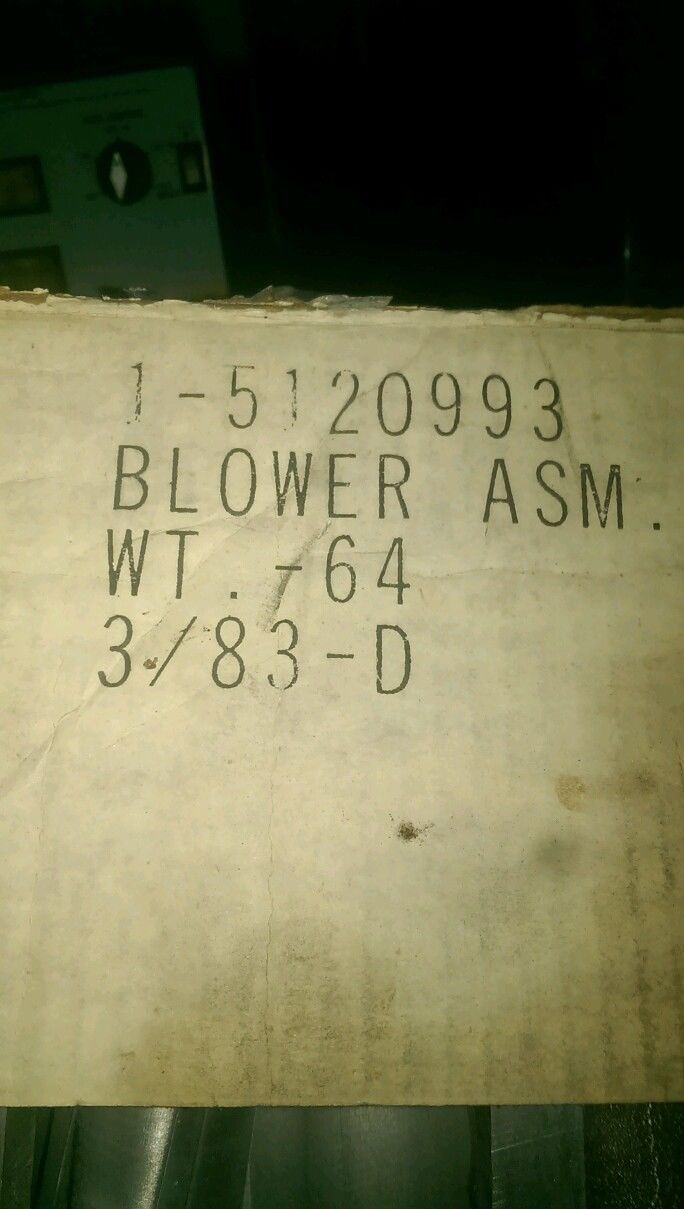 1-5120993
BLOWER ASM.
WT.-64
3/83-D